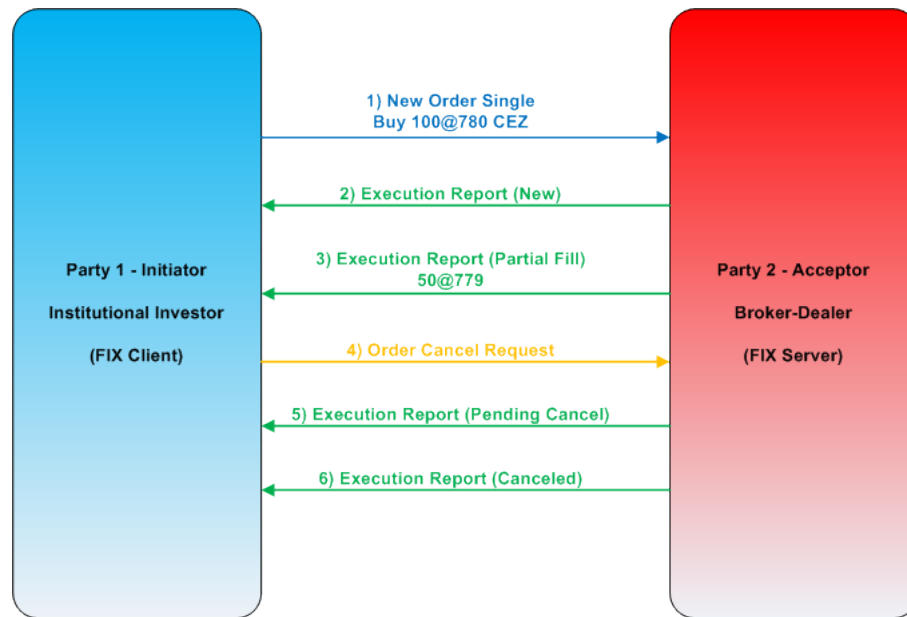 1) New Order Single
Buy 100@780 CEZ
2) Execution Report (New)
3) Execution Report (Partial Fill)
50@779
Party 1 - Initiator
Institutional Investor
(FIX Client)
Party 2 - Acceptor
Broker-Dealer
(FIX Server)
4) Order Cancel Request
5) Execution Report (Pending Cancel)
6) Execution Report (Canceled)